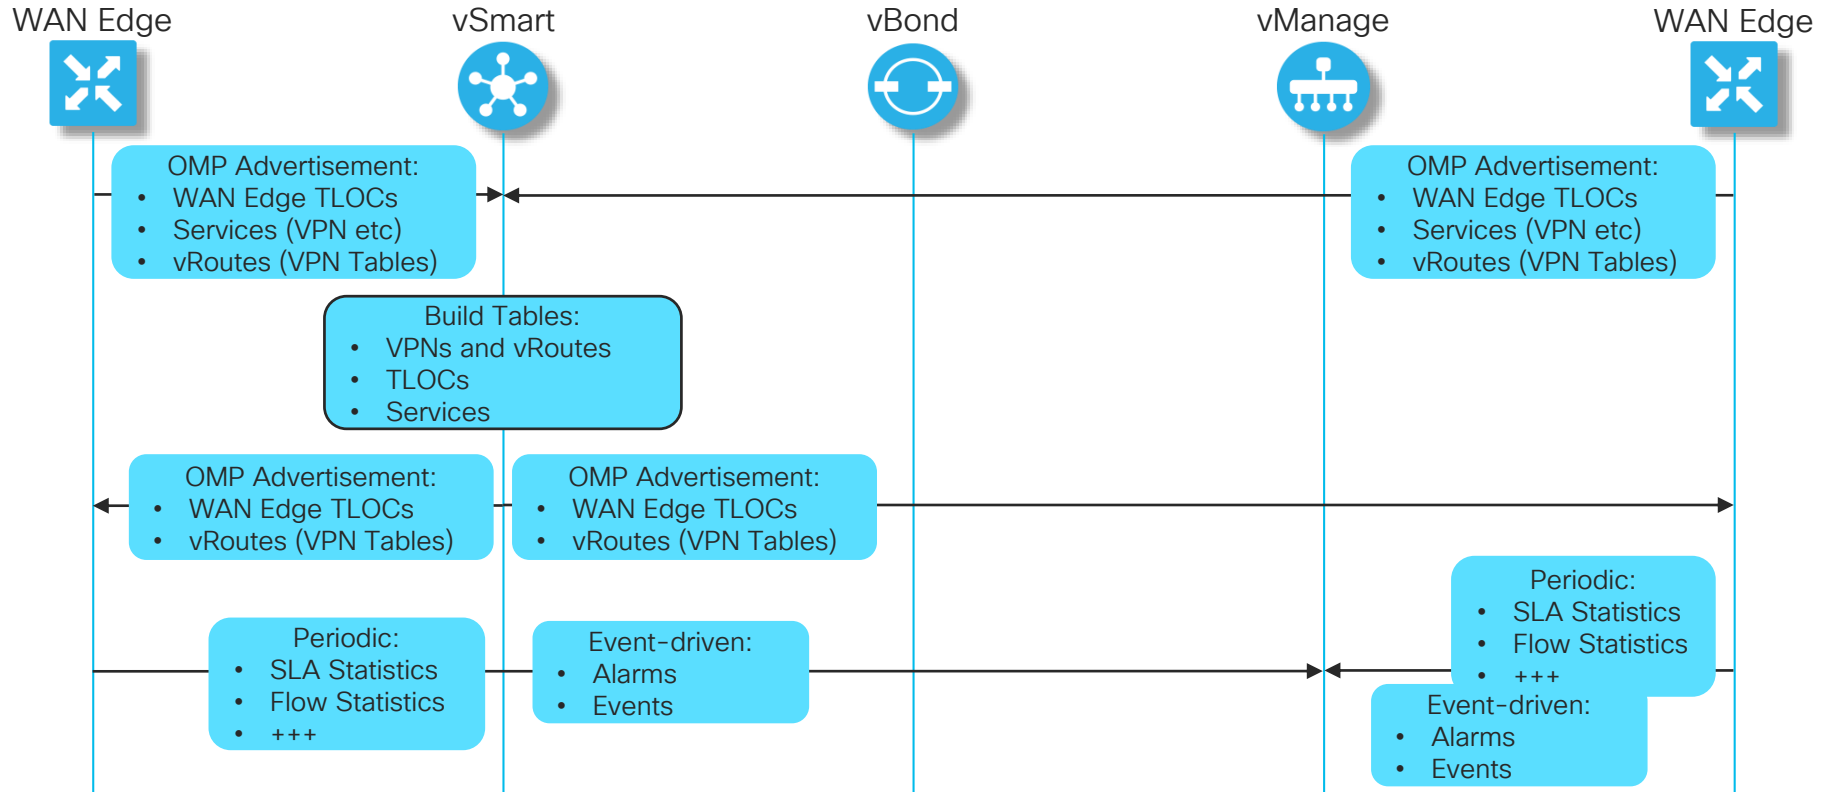 WAN Edge
vSmart
vBond
vManage
WAN Edge
OMP Advertisement:
• WAN Edge TLOCs
• Services (VPN etc)
• vRoutes (VPN Tables)
OMP Advertisement:
• WAN Edge TLOCs
• Services (VPN etc)
• vRoutes (VPN Tables)
Build Tables:
• VPNs and vRoutes
• TLOCs
• Services
OMP Advertisement:
• WAN Edge TLOCs
• vRoutes (VPN Tables)
OMP Advertisement:
• WAN Edge TLOCs
• vRoutes (VPN Tables)
Periodic:
• SLA Statistics
• Flow Statistics
• +++
Event-driven:
• Alarms
• Events
Periodic:
• SLA Statistics
• Flow Statistics
• +++
Event-driven:
• Alarms
• Events